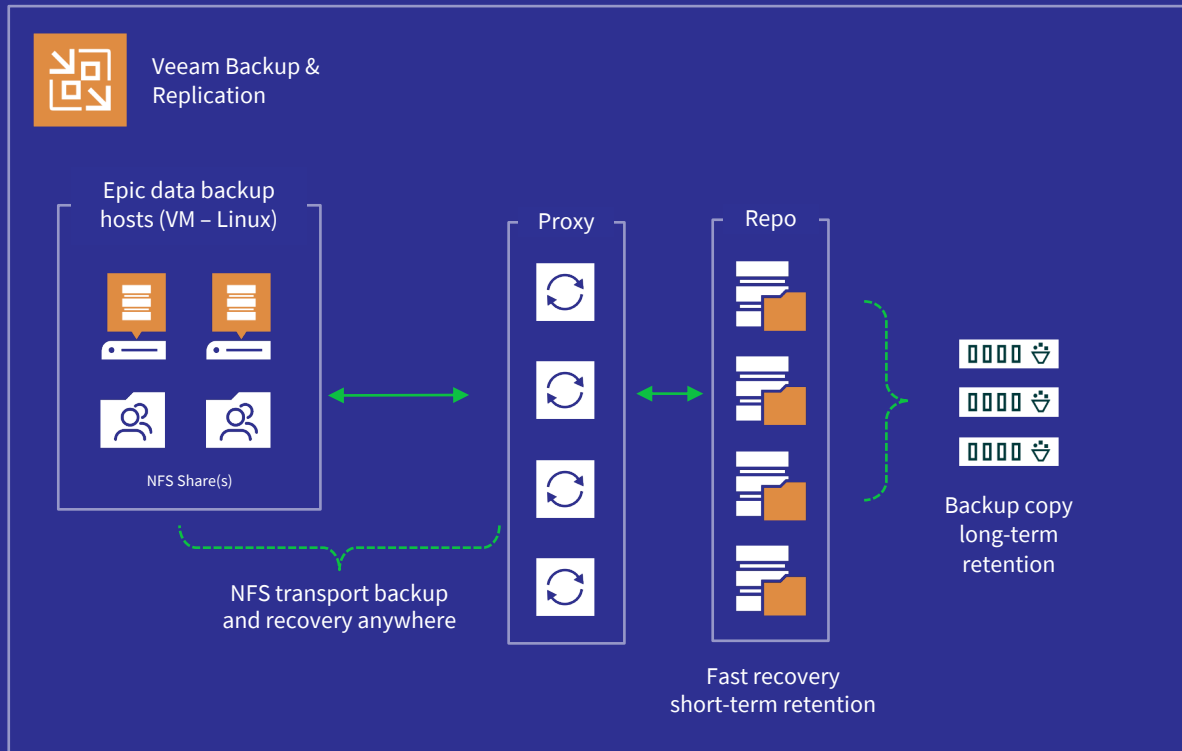 Veeam Backup &
Replication
Epic data backup
hosts (VM – Linux)
NFS Share(s)
NFS transport backup
and recovery anywhere
Proxy
Repo
Fast recovery
short-term retention
Backup copy
long-term
retention